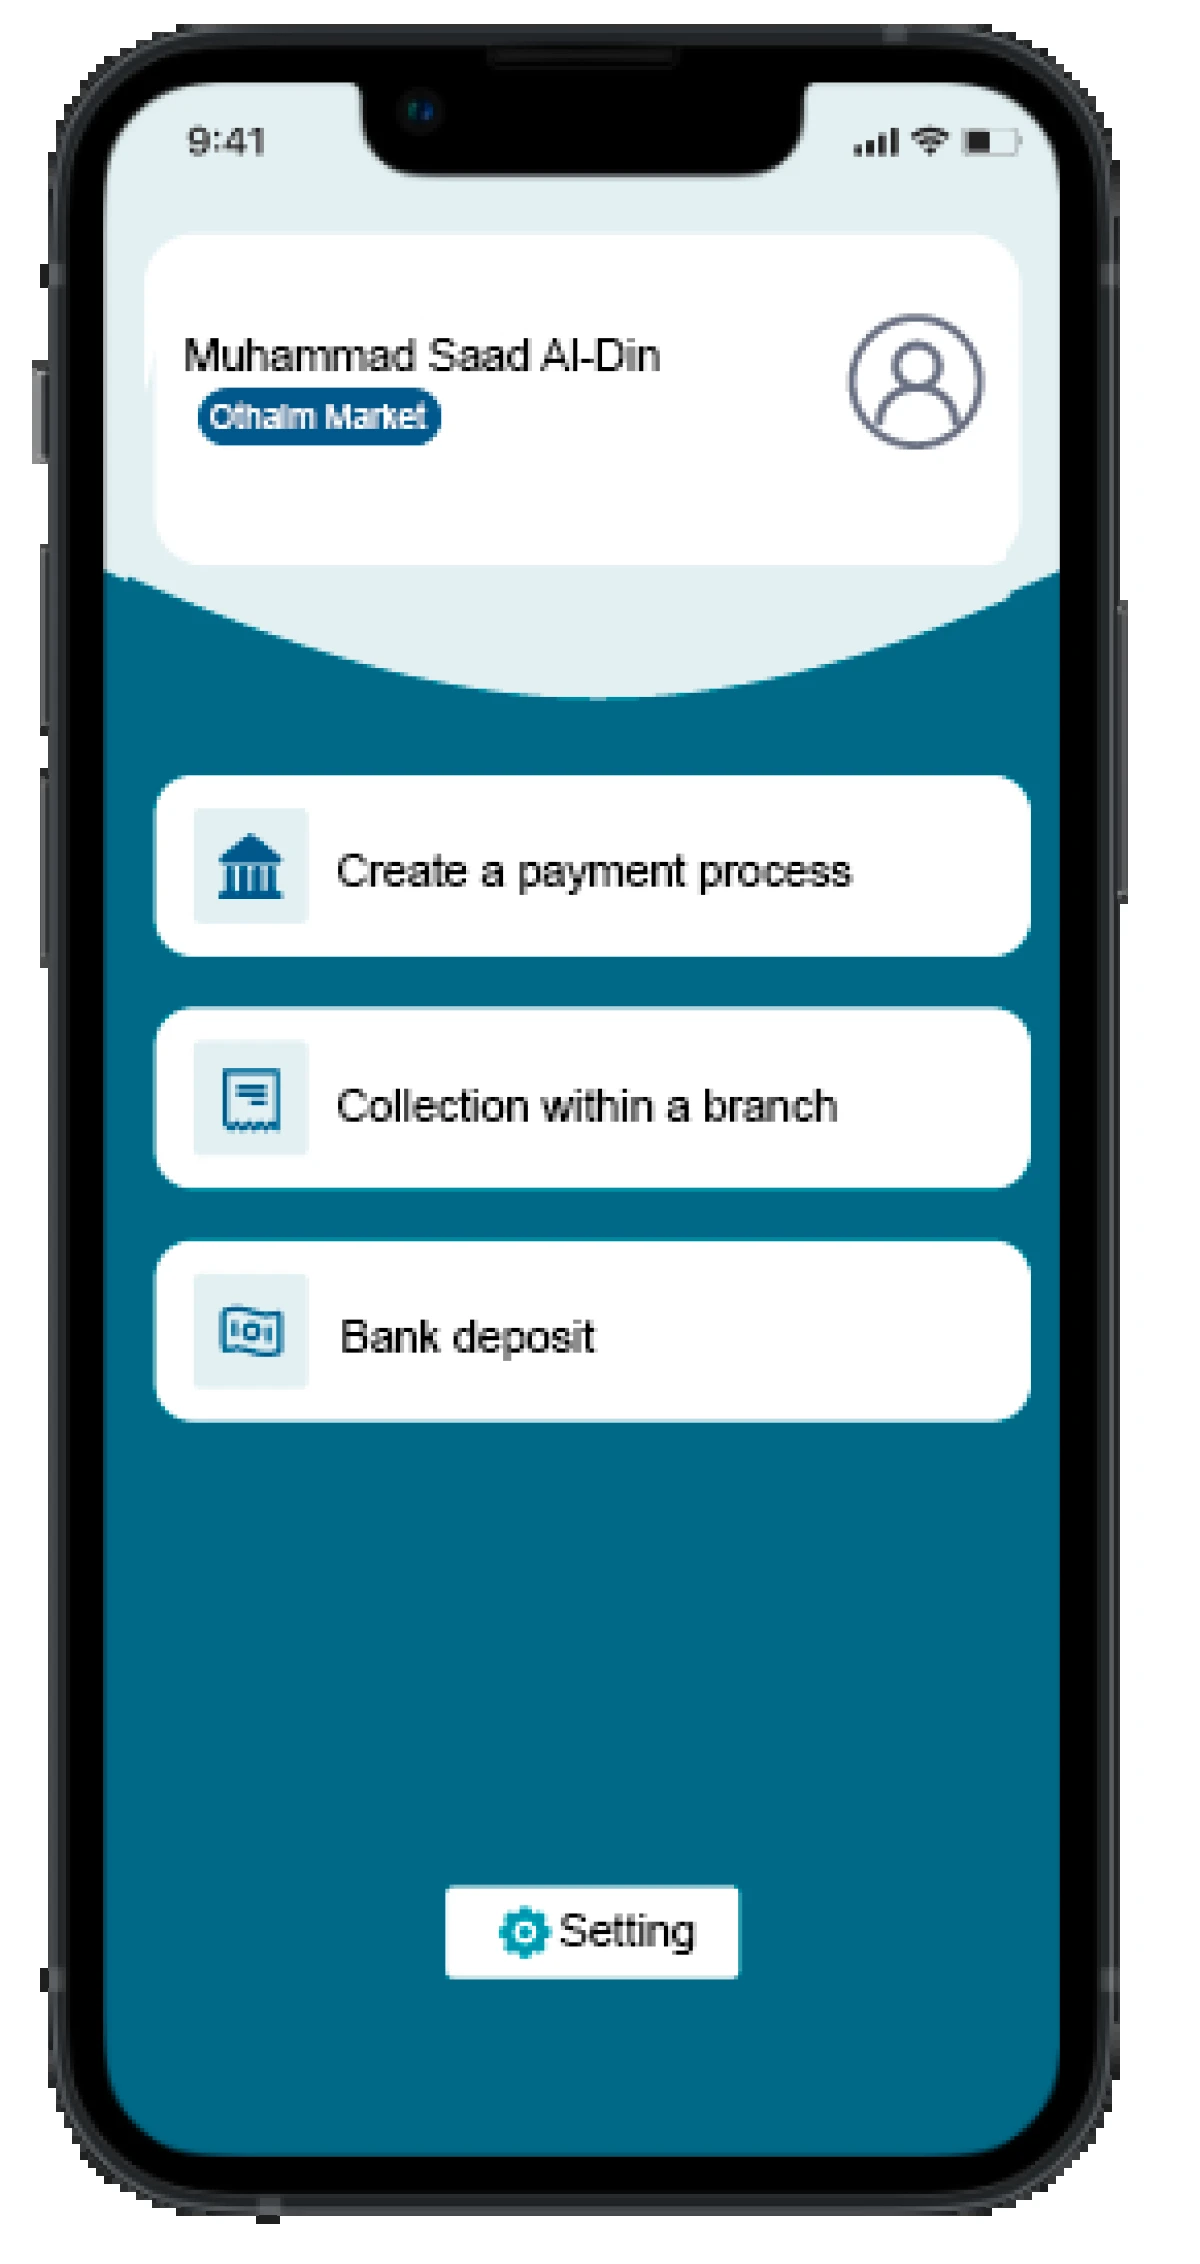 9:41
Muhammad Saad Al-Din
Othaim Market
Create a payment process
Collection within a branch
Bank deposit
Setting